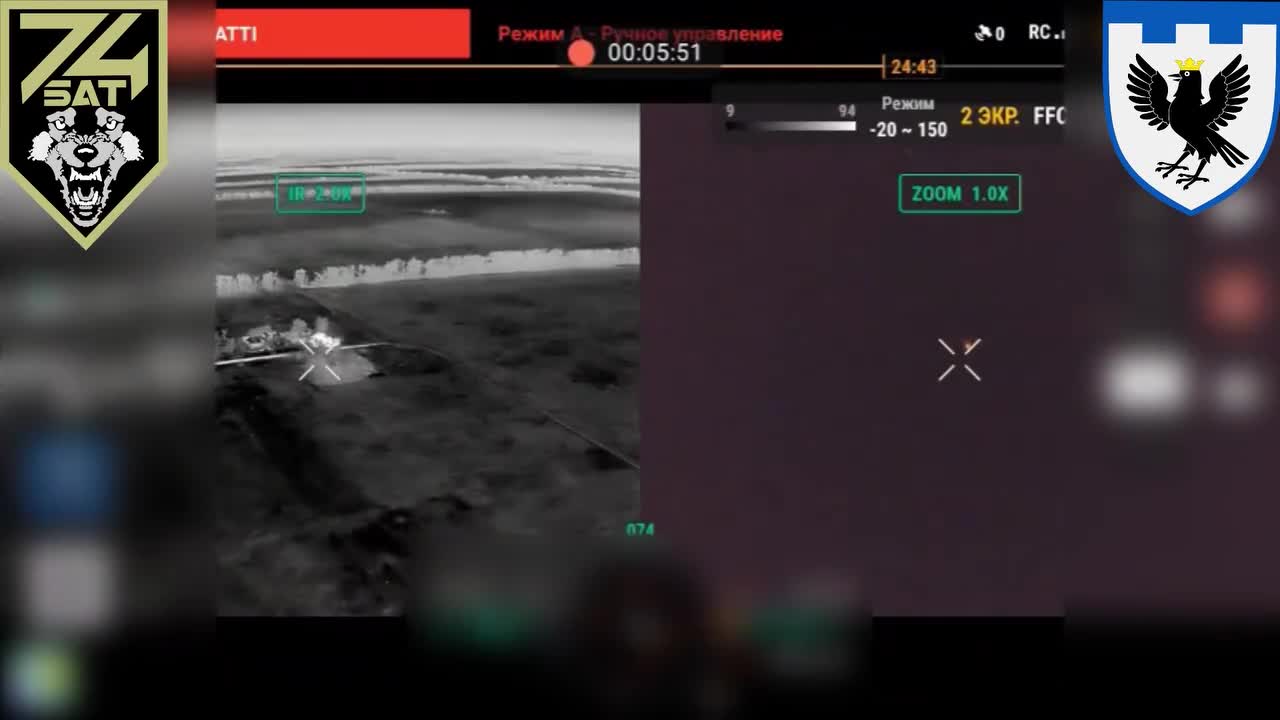 74
SAT
ATTI
Режим А - Ручное управление
00:05:51
0
RC
24:43
9
94
Режим
-20 ~ 150
2 ЭКР.
FFC
IR 2.0X
ZOOM 1.0X
074